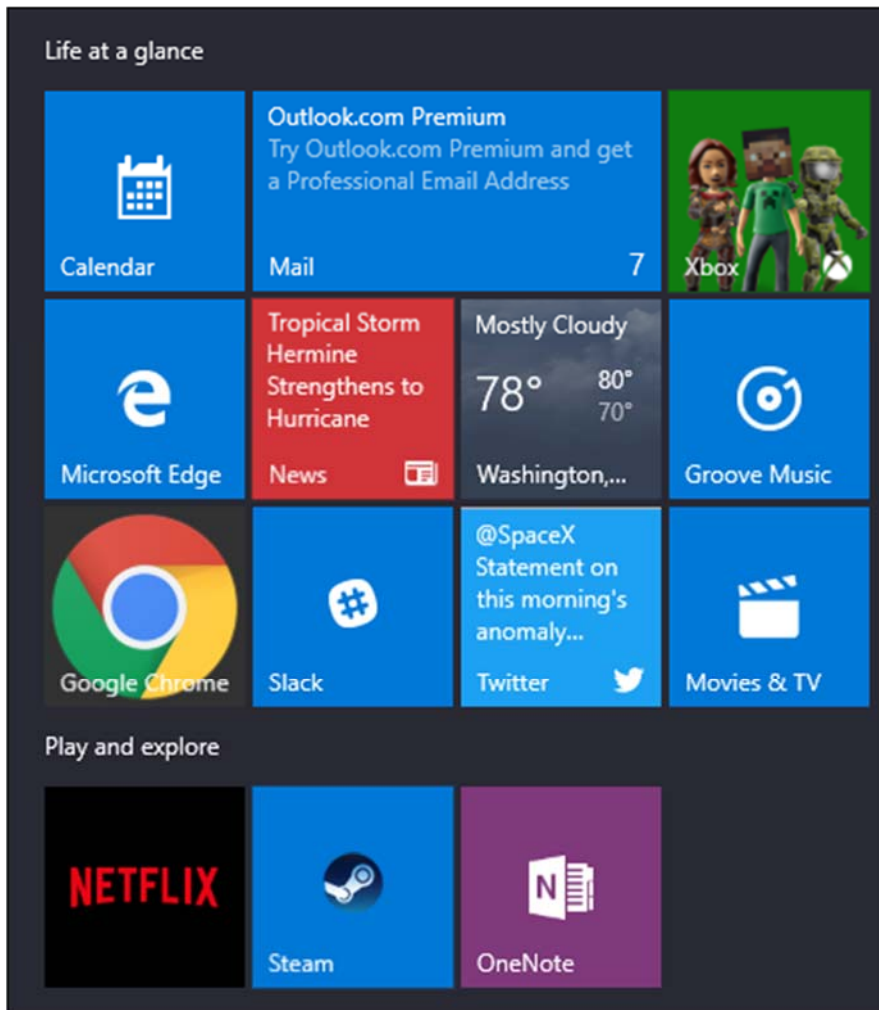 Life at a glance
Calendar
Outlook.com Premium
Try Outlook.com Premium and get
a Professional Email Address
Mail
7
Xbox
Microsoft Edge
Tropical Storm
Hermine
Strengthens to
Hurricane
News
Mostly Cloudy
78°
80°
70°
Washington,...
Groove Music
Google Chrome
Slack
@SpaceX
Statement on
this morning's
anomaly...
Twitter
Movies & TV
Play and explore
NETFLIX
Steam
N
OneNote